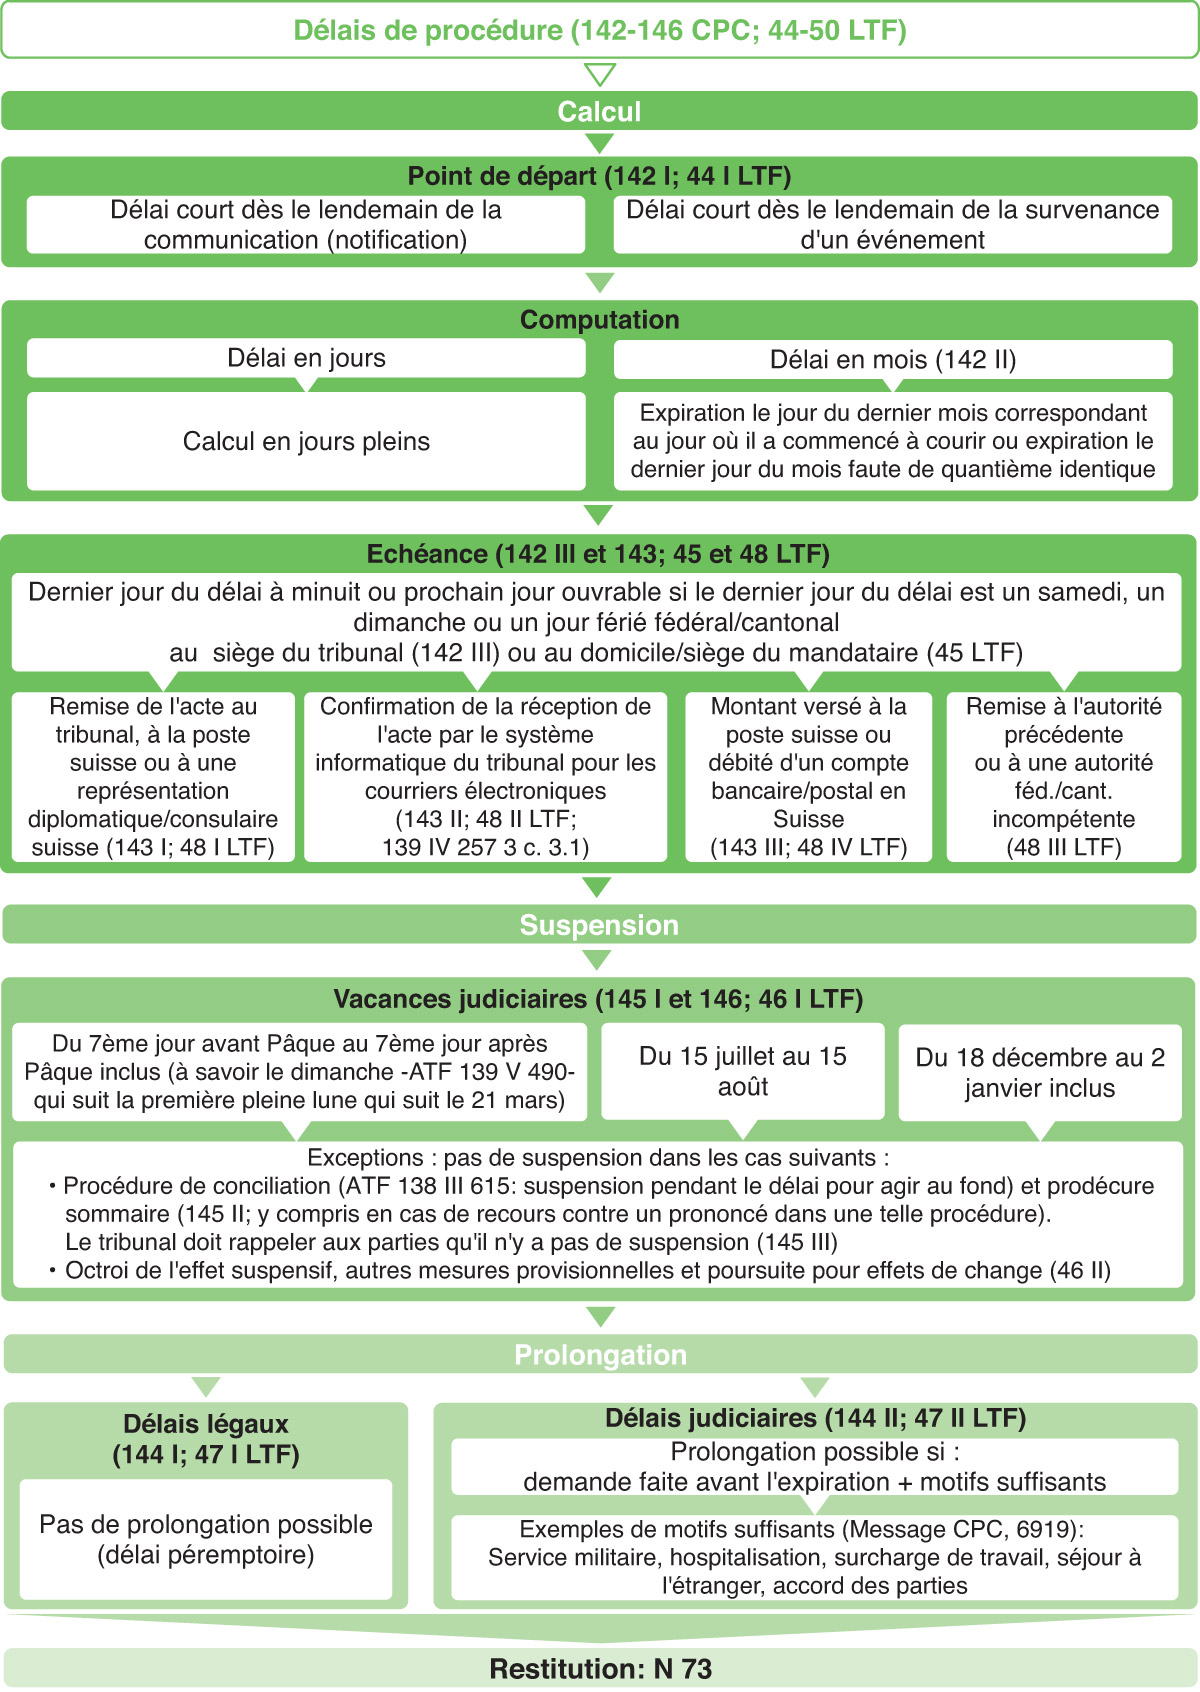 Délais de procédure (142-146 CPC; 44-50 LTF)
Calcul
Point de départ (142 I; 44 I LTF)
Délai court dès le lendemain de la
communication (notification)
Délai court dès le lendemain de la survenance
d'un événement
Computation
Délai en jours
Calcul en jours pleins
Délai en mois (142 II)
Expiration le jour du dernier mois correspondant
au jour où il a commencé à courir ou expiration le
dernier jour du mois faute de quantième identique
Echéance (142 III et 143; 45 et 48 LTF)
Dernier jour du délai à minuit ou prochain jour ouvrable si le dernier jour du délai est un samedi, un
dimanche ou un jour férié fédéral/cantonal
au siège du tribunal (142 III) ou au domicile/siège du mandataire (45 LTF)
Remise de l'acte au
tribunal, à la poste
suisse ou à une
représentation
diplomatique/consulaire
suisse (143 I; 48 I LTF)
Confirmation de la réception de
l'acte par le système
informatique du tribunal pour les
courriers électroniques
(143 II; 48 II LTF;
139 IV 257 3 c. 3.1)
Montant versé à la
poste suisse ou
débité d'un compte
bancaire/postal en
Suisse
(143 III; 48 IV LTF)
Remise à l'autorité
précédente
ou à une autorité
féd./cant.
incompétente
(48 III LTF)
Suspension
Vacances judiciaires (145 I et 146; 46 I LTF)
Du 7ème jour avant Pâque au 7ème jour après
Pâque inclus (à savoir le dimanche -ATF 139 V 490-
qui suit la première pleine lune qui suit le 21 mars)
Du 15 juillet au 15
août
Du 18 décembre au 2
janvier inclus
Exceptions : pas de suspension dans les cas suivants :
• Procédure de conciliation (ATF 138 III 615: suspension pendant le délai pour agir au fond) et prodécure
sommaire (145 II; y compris en cas de recours contre un prononcé dans une telle procédure).
Le tribunal doit rappeler aux parties qu'il n'y a pas de suspension (145 III)
• Octroi de l'effet suspensif, autres mesures provisionnelles et poursuite pour effets de change (46 II)
Prolongation
Délais légaux
(144 I; 47 I LTF)
Pas de prolongation possible
(délai péremptoire)
Délais judiciaires (144 II; 47 II LTF)
Prolongation possible si :
demande faite avant l'expiration + motifs suffisants
Exemples de motifs suffisants (Message CPC, 6919):
Service militaire, hospitalisation, surcharge de travail, séjour à
l'étranger, accord des parties
Restitution: N 73